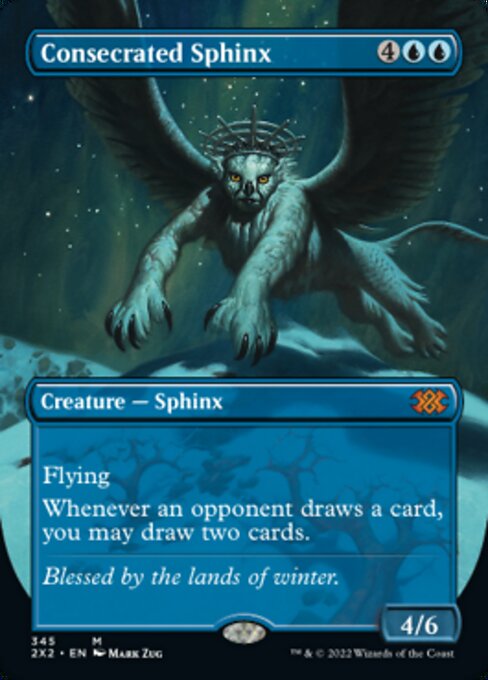 Consecrated Sphinx 4
Creature — Sphinx
Flying
Whenever an opponent draws a card,
you may draw two cards.
Blessed by the lands of winter.
4/6
345 M
2X2 • EN Mark Zug
™ & © 2022 Wizards of the Coast